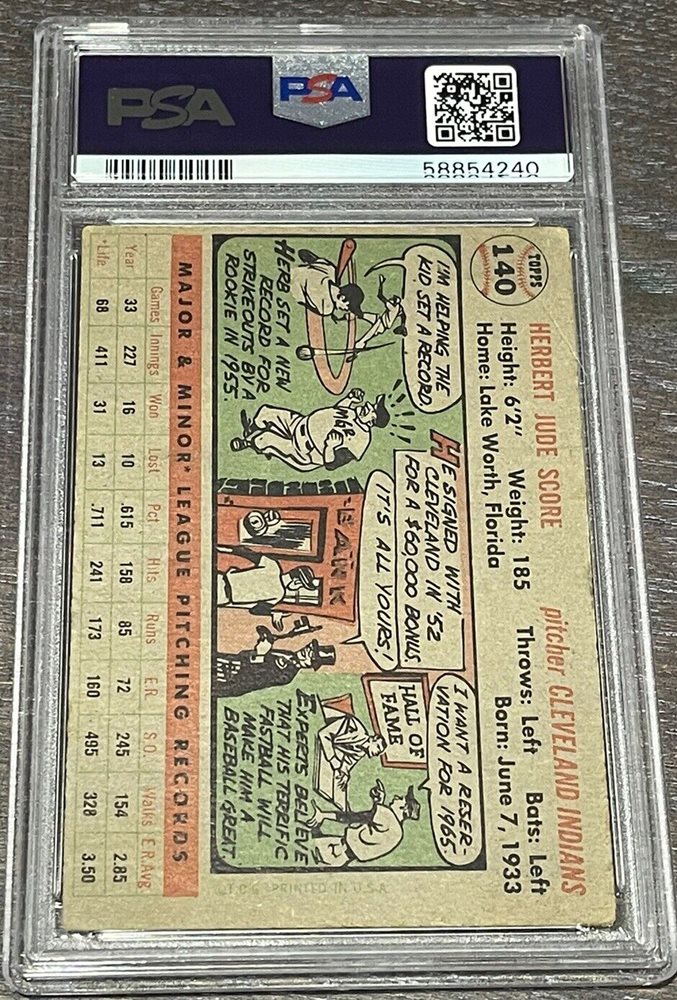 PSA
PSA
58854240
TOPPS
140
HERBERT JUDE SCORE
pitcher CLEVELAND INDIANS
Height: 6'2" Weight: 185 Throws: Left Bats: Left
Home: Lake Worth, Florida Born: June 7, 1933
I'M HELPING THE
KID, SET A RECORD.
MGR
HERB SET A NEW
RECORD FOR
STRIKEOUTS BY A
ROOKIE IN 1955.
HE SIGNED WITH
CLEVELAND IN '52
FOR A $60,000 BONUS.
IT'S ALL YOURS!
BANK
I WANT A RESER-
VATION FOR 1965-
HALL OF
FAME
EXPERTS BELIEVE
THAT HIS TERRIFIC
FASTBALL WILL
MAKE HIM A
BASEBALL GREAT.
MAJOR & MINOR* LEAGUE PITCHING RECORDS
Games Innings Won Lost Pct Hits Runs E.R. S.O. Walks E.R.Avg.
Year 33 227 16 10 .615 158 85 72 245 154 2.85
*Life 68 411 31 13 .711 241 173 160 495 328 3.50
T.C.G. PRINTED IN U.S.A.